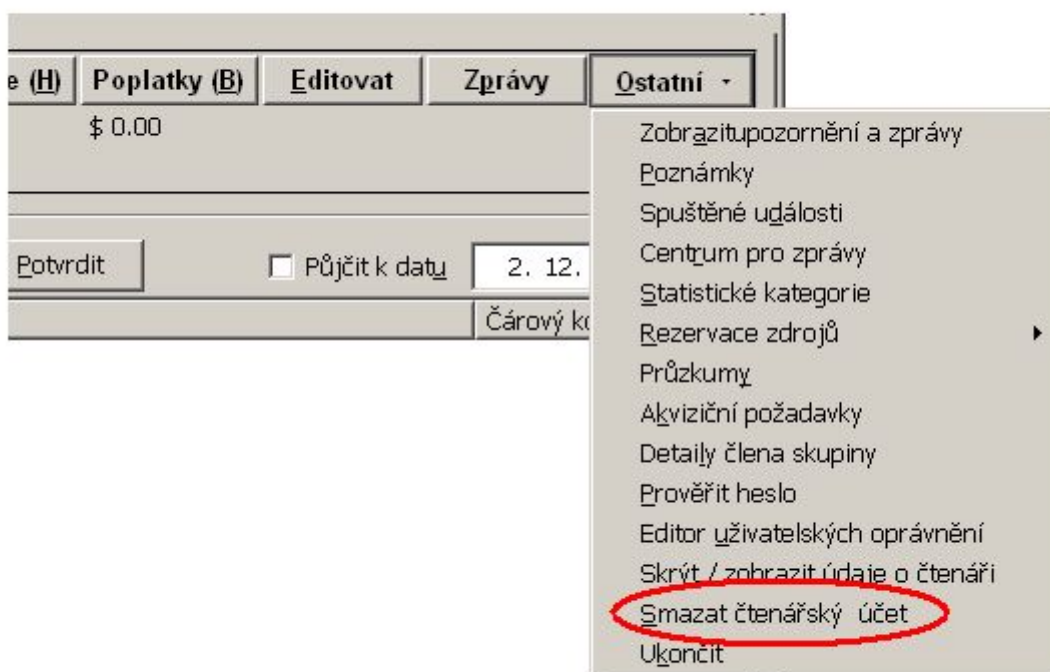 e (H) Poplatky (B) Editovat Zprávy Ostatní
$ 0.00
Zobrazitupozornění a zprávy
Poznámky
Spuštěné události
Potvrdit Půjčit k datu 2. 12.
Centrum pro zprávy
Statistické kategorie
Čárový ko
Rezervace zdrojů
Průzkumy
Akviziční požadavky
Detaily člena skupiny
Prověřit heslo
Editor uživatelských oprávnění
Skrýt / zobrazit údaje o čtenáři
Smazat čtenářský účet
Ukončit